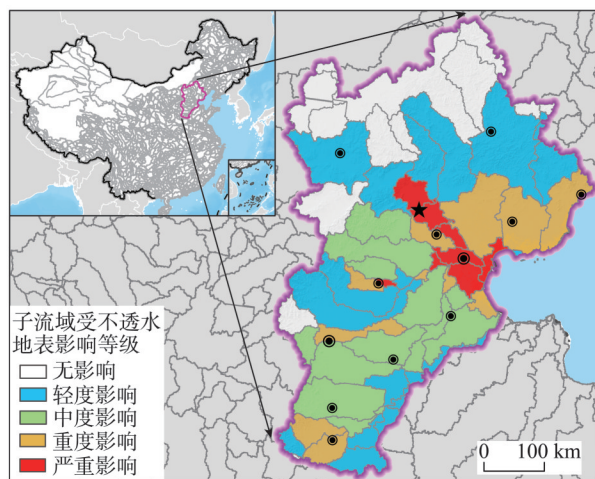 子流域受不透水
地表影响等级
无影响
轻度影响
中度影响
重度影响
严重影响
0 100 km